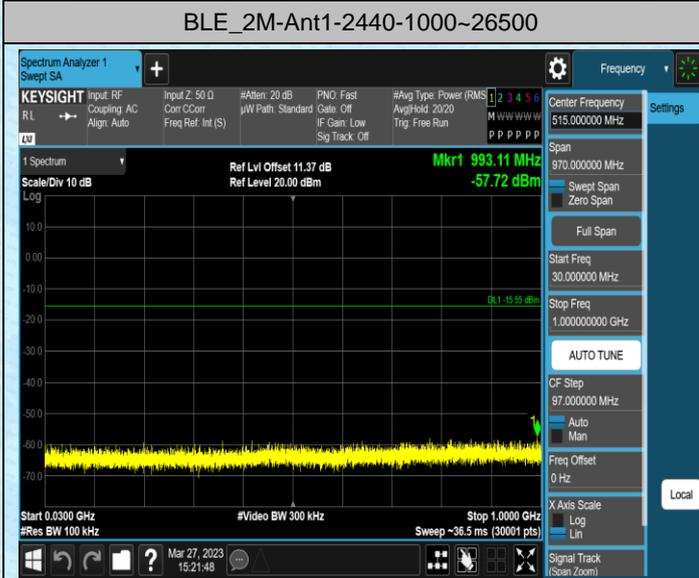 BLE_2M-Ant1-2440-1000~26500
Spectrum Analyzer 1
Swept SA
+
Frequency
KEYSIGHT
RL
LXI
Input: RF
Coupling: AC
Align: Auto
Input Z: 50 Ω
Corr CCorr
Freq Ref: Int (S)
#Atten: 20 dB
µW Path: Standard
PNO: Fast
Gate: Off
IF Gain: Low
Sig Track: Off
#Avg Type: Power (RMS
Avg|Hold: 20/20
Trig: Free Run
1 2 3 4 5 6
M W W W W W
P P P P P P
1 Spectrum
Scale/Div 10 dB
Log
Ref Lvl Offset 11.37 dB
Ref Level 20.00 dBm
Mkr1 993.11 MHz
-57.72 dBm
10.0
0.00
-10.0
DL1 -15.55 dBm
-20.0
-30.0
-40.0
-50.0
1
-60.0
-70.0
Start 0.0300 GHz
#Res BW 100 kHz
#Video BW 300 kHz
Stop 1.0000 GHz
Sweep ~36.5 ms (30001 pts)
Mar 27, 2023
15:21:48
Center Frequency
515.000000 MHz
Settings
Span
970.000000 MHz
Swept Span
Zero Span
Full Span
Start Freq
30.000000 MHz
Stop Freq
1.000000000 GHz
AUTO TUNE
CF Step
97.000000 MHz
Auto
Man
Freq Offset
0 Hz
Local
X Axis Scale
Log
Lin
Signal Track
(Span Zoom)